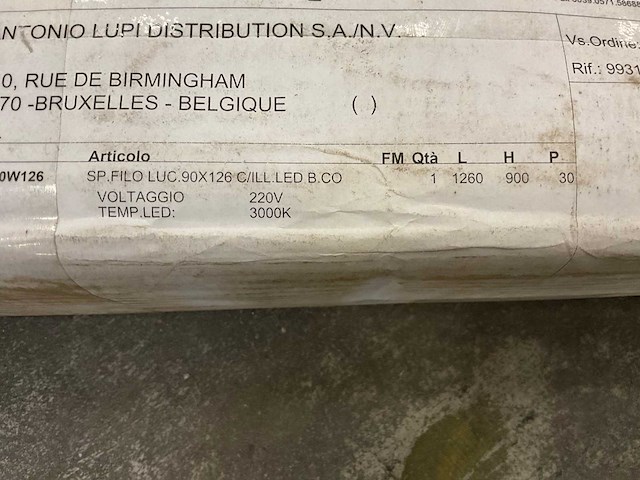 ANTONIO LUPI DISTRIBUTION S.A./N.V.
Vs.Ordine:
0, RUE DE BIRMINGHAM
Rif.: 9931
70 -BRUXELLES - BELGIQUE ( )
Articolo FM Qtà L H P
0W126 SP.FILO LUC.90X126 C/ILL.LED B.CO 1 1260 900 30
VOLTAGGIO 220V
TEMP.LED: 3000K